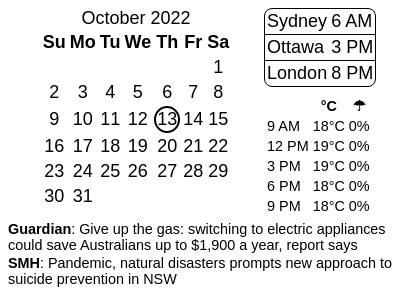 October 2022
Su Mo Tu We Th Fr Sa
1
2 3 4 5 6 7 8
9 10 11 12 13 14 15
16 17 18 19 20 21 22
23 24 25 26 27 28 29
30 31
Sydney 6 AM
Ottawa 3 PM
London 8 PM
°C ☂
9 AM 18°C 0%
12 PM 19°C 0%
3 PM 19°C 0%
6 PM 18°C 0%
9 PM 18°C 0%
Guardian: Give up the gas: switching to electric appliances
could save Australians up to $1,900 a year, report says
SMH: Pandemic, natural disasters prompts new approach to
suicide prevention in NSW